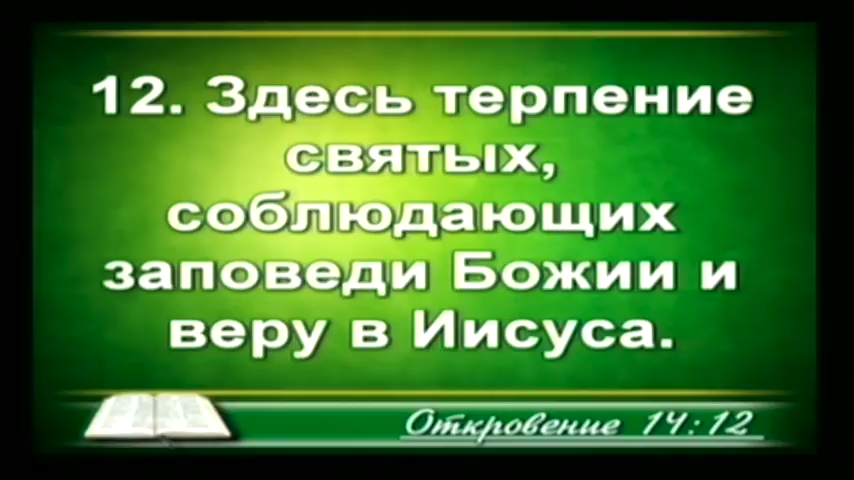 12. Здесь терпение
святых,
соблюдающих
заповеди Божии и
веру в Иисуса.
Откровение 14:12